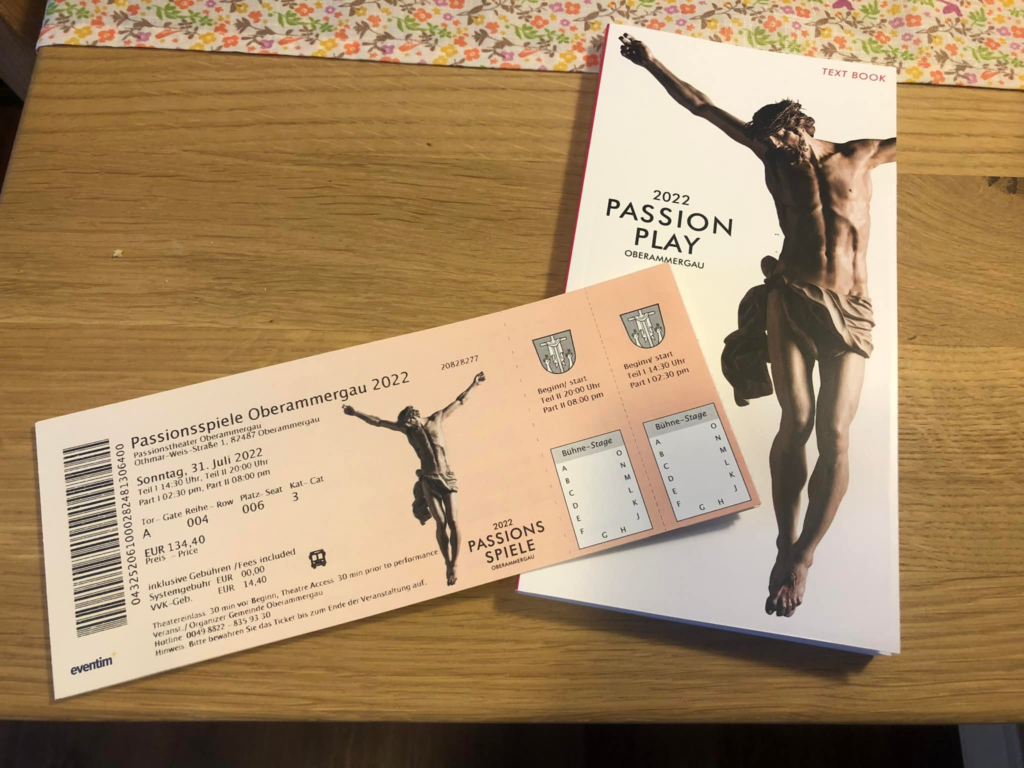 TEXT BOOK
2022
PASSION
PLAY
OBERAMMERGAU
Passionsspiele Oberammergau 2022
20828277
Passionstheater Oberammergau
Othmar-Weis-Straße 1, 82487 Oberammergau
Sonntag, 31. Juli 2022
Teil I 14:30 Uhr, Teil II 20:00 Uhr
Part I 02:30 pm, Part II 08:00 pm
Tor- Gate Reihe- Row Platz- Seat Kat- Cat
A 004 006 3
EUR 134,40
Preis - Price
inklusive Gebühren /Fees included
Systemgebühr EUR 00,00
VVK-Geb. EUR 14,40
Theatereinlass 30 min vor Beginn, Theatre Access 30 min prior to performance
Veranst./ Organizer Gemeinde Oberammergau
Hotline 0049 8822 - 835 93 30
Hinweis: Bitte bewahren Sie das Ticket bis zum Ende der Veranstaltung auf.
043252061000282481306400
eventim
2022
PASSIONS
SPIELE
OBERAMMERGAU
Beginn/ start
Teil II 20:00 Uhr
Part II 08:00 pm
Bühne-Stage
A O
B N
C M
D L
E K
F G H J
Beginn/ start
Teil I 14:30 Uhr
Part I 02:30 pm
Bühne-Stage
A O
B N
C M
D L
E K
F G H J